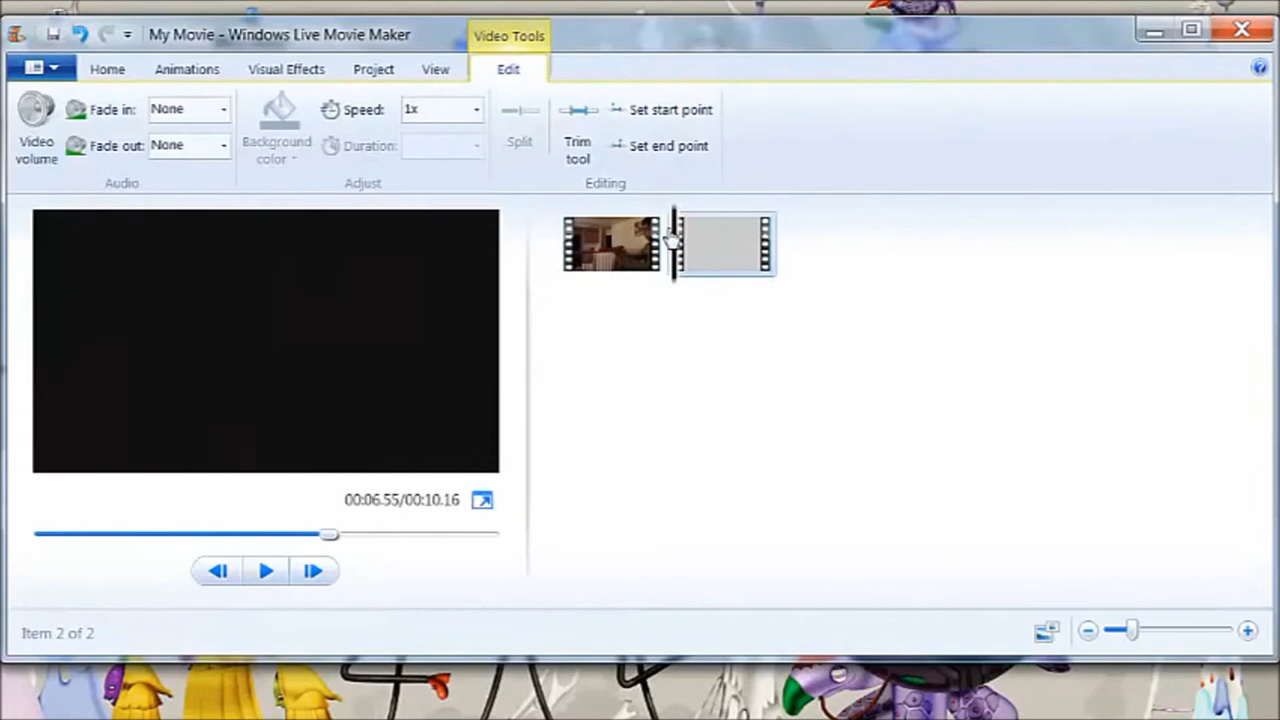 My Movie - Windows Live Movie Maker
Video Tools
Home
Animations
Visual Effects
Project
View
Edit
Video volume
Fade in: None
Fade out: None
Audio
Background color
Speed: 1x
Duration:
Adjust
Split
Trim tool
Set start point
Set end point
Editing
00:06.55/00:10.16
Item 2 of 2